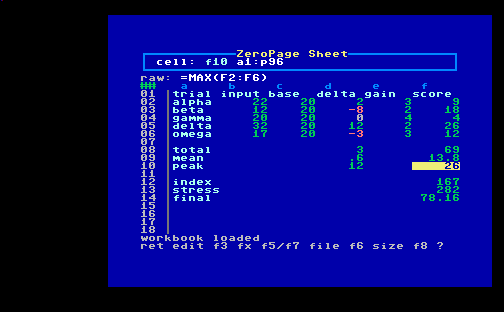 ZeroPage Sheet
cell: f10 a1:p96
raw: =MAX(F2:F6)
## a b c d e f
01 trial input base delta gain score
02 alpha 22 20 2 3 9
03 beta 12 20 -8 2 18
04 gamma 20 20 0 4 4
05 delta 32 20 12 2 26
06 omega 17 20 -3 3 12
07
08 total 3 69
09 mean .6 13.8
10 peak 12 26
11
12 index 167
13 stress 282
14 final 78.16
15
16
17
18
workbook loaded
ret edit f3 fx f5/f7 file f6 size f8 ?